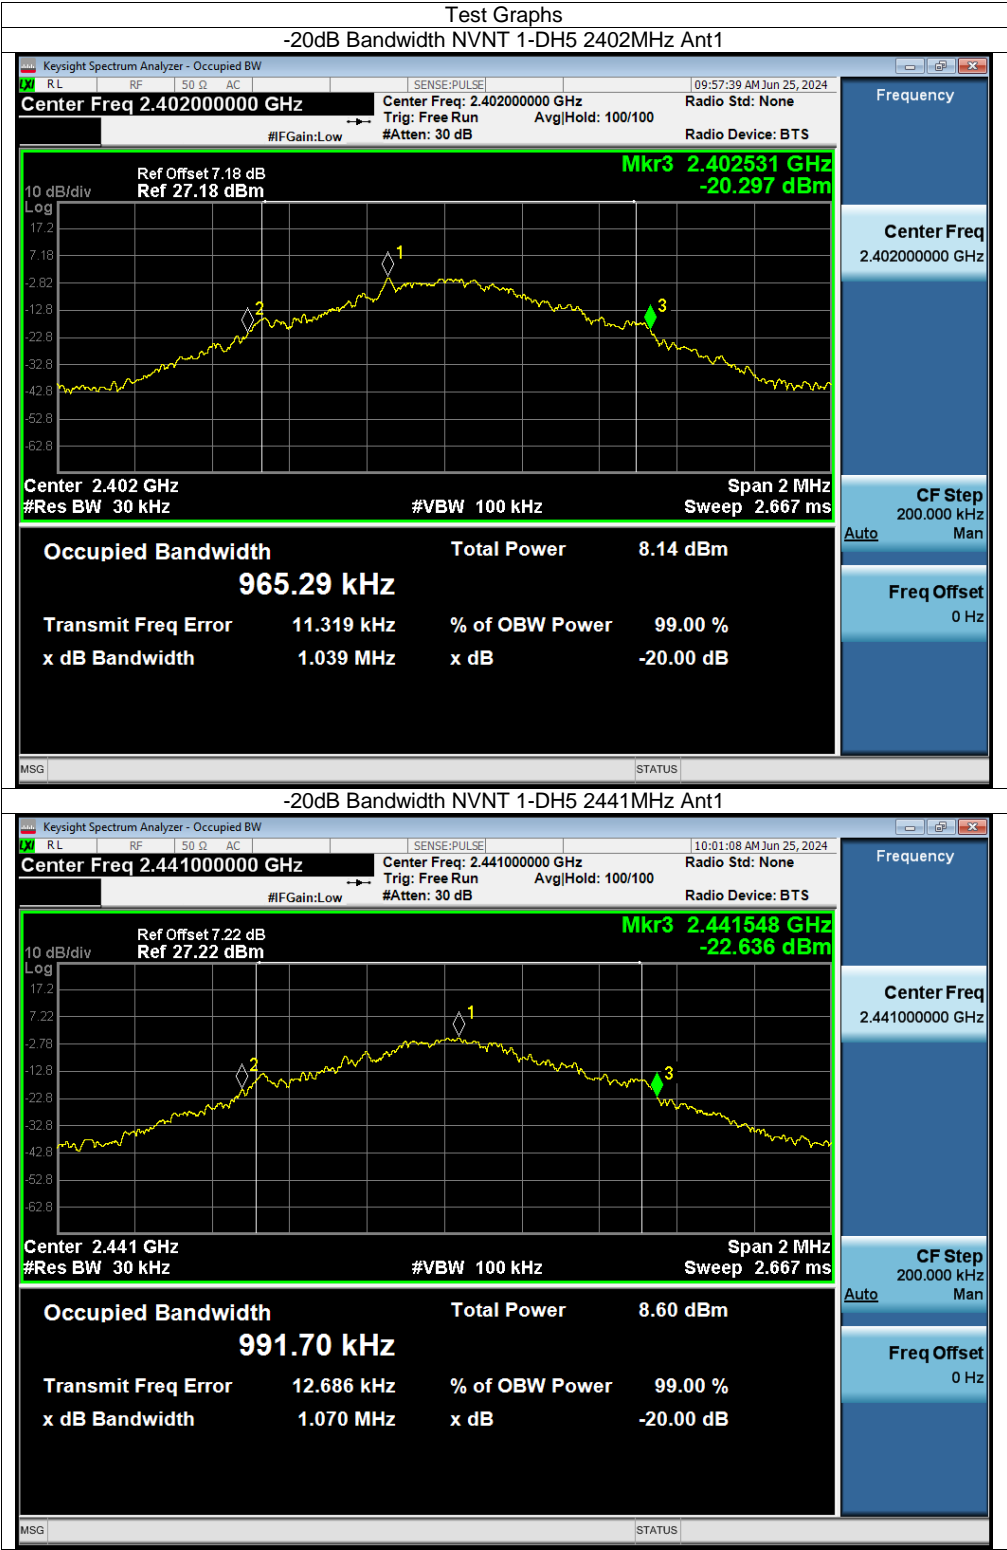 Test Graphs
-20dB Bandwidth NVNT 1-DH5 2402MHz Ant1
Keysight Spectrum Analyzer - Occupied BW
LXI RL RF 50 Ω AC SENSE:PULSE 09:57:39 AM Jun 25, 2024
Center Freq 2.402000000 GHz
Center Freq: 2.402000000 GHz Radio Std: None
Trig: Free Run Avg|Hold: 100/100
#IFGain:Low #Atten: 30 dB Radio Device: BTS
Frequency
Mkr3 2.402531 GHz
-20.297 dBm
Ref Offset 7.18 dB
10 dB/div Ref 27.18 dBm
Log
17.2
7.18
-2.82
-12.8
-22.8
-32.8
-42.8
-52.8
-62.8
1
2
3
Center 2.402 GHz Span 2 MHz
#Res BW 30 kHz #VBW 100 kHz Sweep 2.667 ms
Center Freq
2.402000000 GHz
CF Step
200.000 kHz
Auto Man
Freq Offset
0 Hz
Occupied Bandwidth Total Power 8.14 dBm
965.29 kHz
Transmit Freq Error 11.319 kHz % of OBW Power 99.00 %
x dB Bandwidth 1.039 MHz x dB -20.00 dB
MSG STATUS
-20dB Bandwidth NVNT 1-DH5 2441MHz Ant1
Keysight Spectrum Analyzer - Occupied BW
LXI RL RF 50 Ω AC SENSE:PULSE 10:01:08 AM Jun 25, 2024
Center Freq 2.441000000 GHz
Center Freq: 2.441000000 GHz Radio Std: None
Trig: Free Run Avg|Hold: 100/100
#IFGain:Low #Atten: 30 dB Radio Device: BTS
Frequency
Mkr3 2.441548 GHz
-22.636 dBm
Ref Offset 7.22 dB
10 dB/div Ref 27.22 dBm
Log
17.2
7.22
-2.78
-12.8
-22.8
-32.8
-42.8
-52.8
-62.8
1
2
3
Center 2.441 GHz Span 2 MHz
#Res BW 30 kHz #VBW 100 kHz Sweep 2.667 ms
Center Freq
2.441000000 GHz
CF Step
200.000 kHz
Auto Man
Freq Offset
0 Hz
Occupied Bandwidth Total Power 8.60 dBm
991.70 kHz
Transmit Freq Error 12.686 kHz % of OBW Power 99.00 %
x dB Bandwidth 1.070 MHz x dB -20.00 dB
MSG STATUS